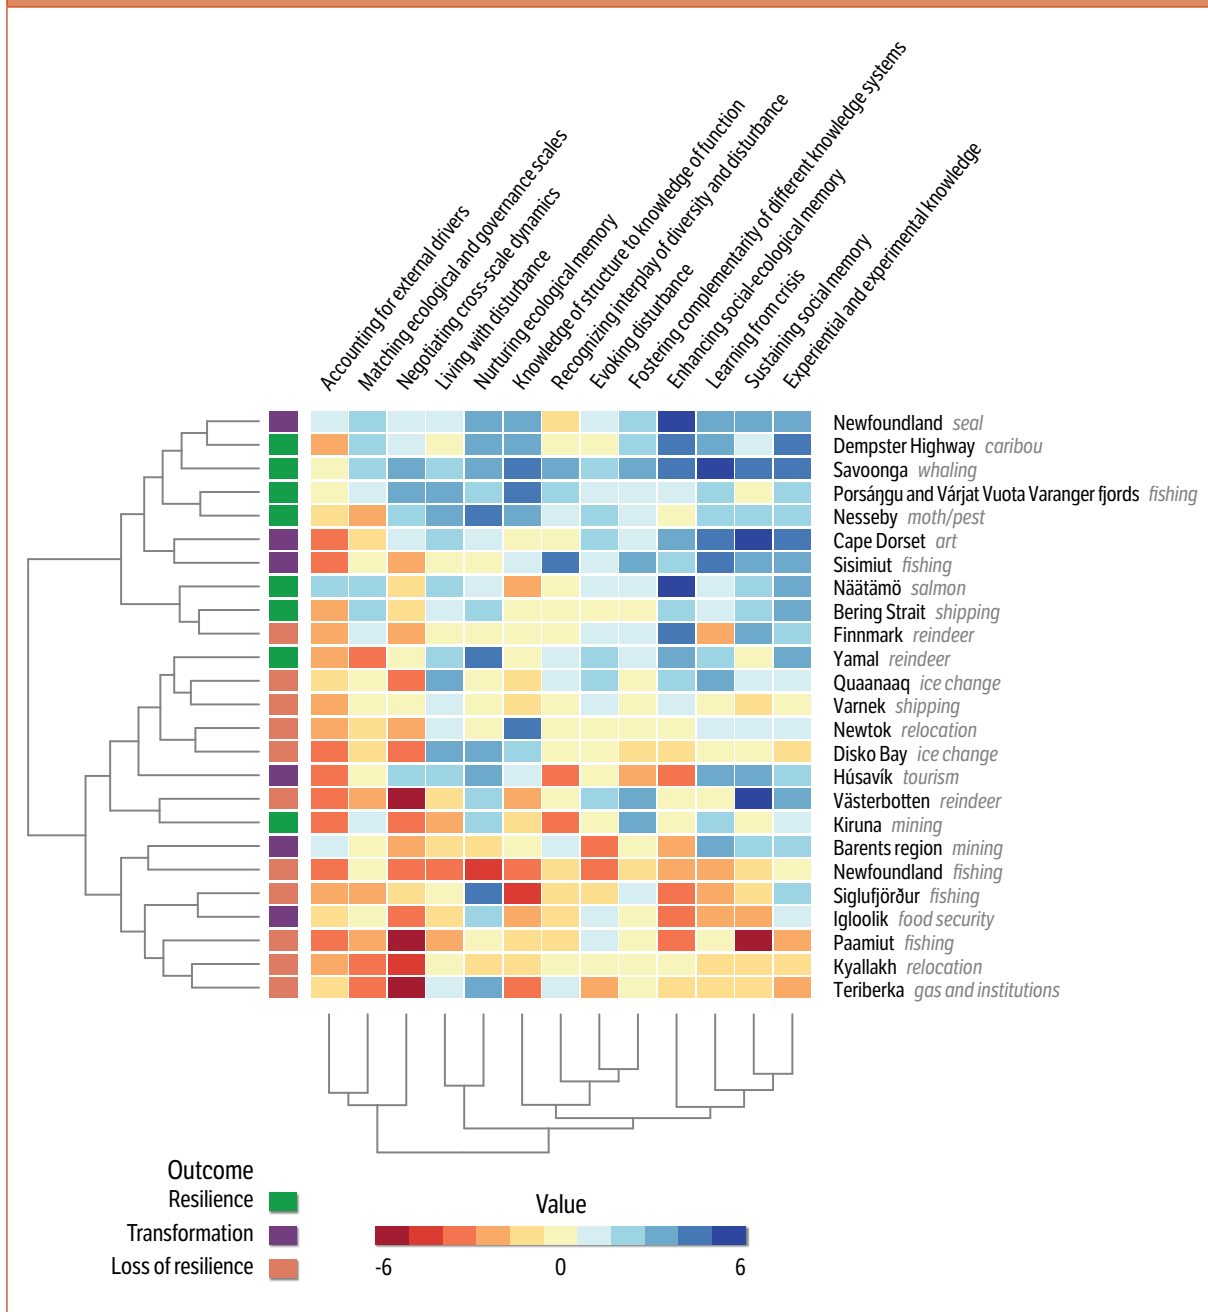 Accounting for external drivers
Matching ecological and governance scales
Negotiating cross-scale dynamics
Living with disturbance
Nurturing ecological memory
Knowledge of structure to knowledge of function
Recognizing interplay of diversity and disturbance
Evoking disturbance
Fostering complementarity of different knowledge systems
Enhancing social-ecological memory
Learning from crisis
Sustaining social memory
Experiential and experimental knowledge
Newfoundland seal
Dempster Highway caribou
Savoonga whaling
Porsángu and Várjat Vuota Varanger fjords fishing
Nesseby moth/pest
Cape Dorset art
Sisimiut fishing
Näätämö salmon
Bering Strait shipping
Finnmark reindeer
Yamal reindeer
Quaanaaq ice change
Varnek shipping
Newtok relocation
Disko Bay ice change
Húsavík tourism
Västerbotten reindeer
Kiruna mining
Barents region mining
Newfoundland fishing
Siglufjörður fishing
Igloolik food security
Paamiut fishing
Kyallakh relocation
Teriberka gas and institutions
Outcome
Resilience
Transformation
Loss of resilience
Value
-6 0 6